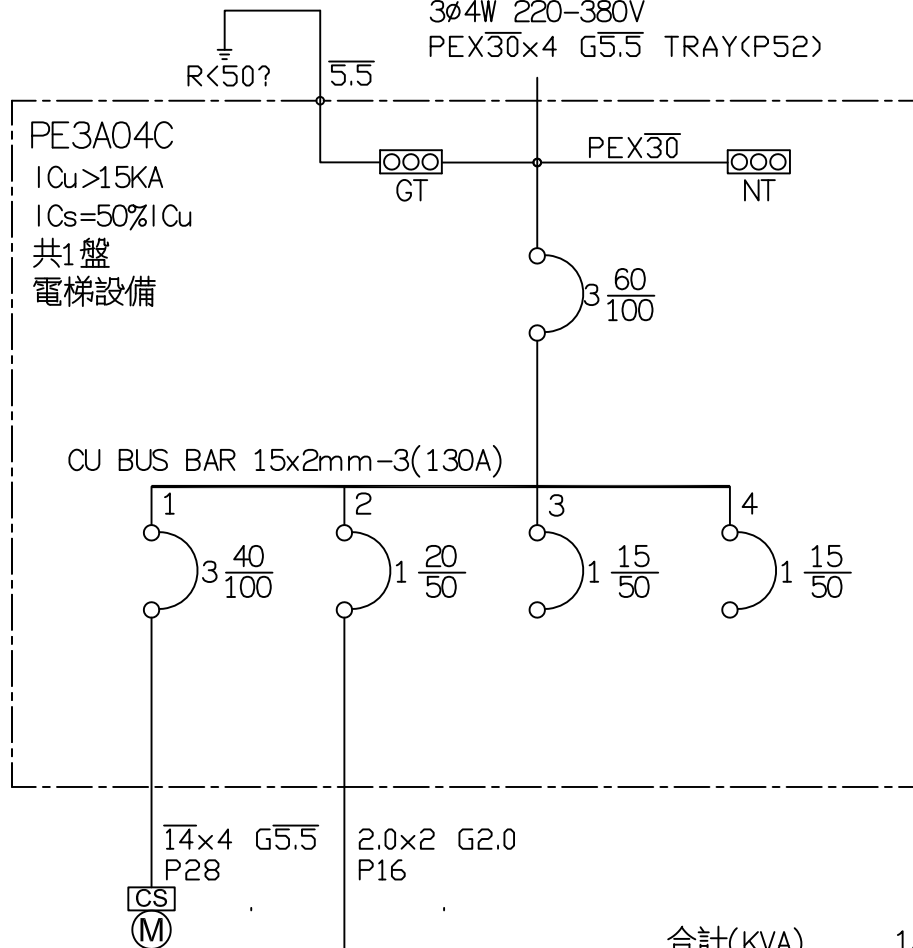 3ø4W 220-380V
PEX30x4 G5.5 TRAY(P52)
R<50?
5.5
PE3A04C
ICu>15KA
ICs=50%ICu
共1盤
電梯設備
GT
PEX30
NT
3 60/100
CU BUS BAR 15x2mm-3(130A)
1
2
3
4
3 40/100
1 20/50
1 15/50
1 15/50
14x4 G5.5
P28
2.0x2 G2.0
P16
CS
M
合計(KVA)